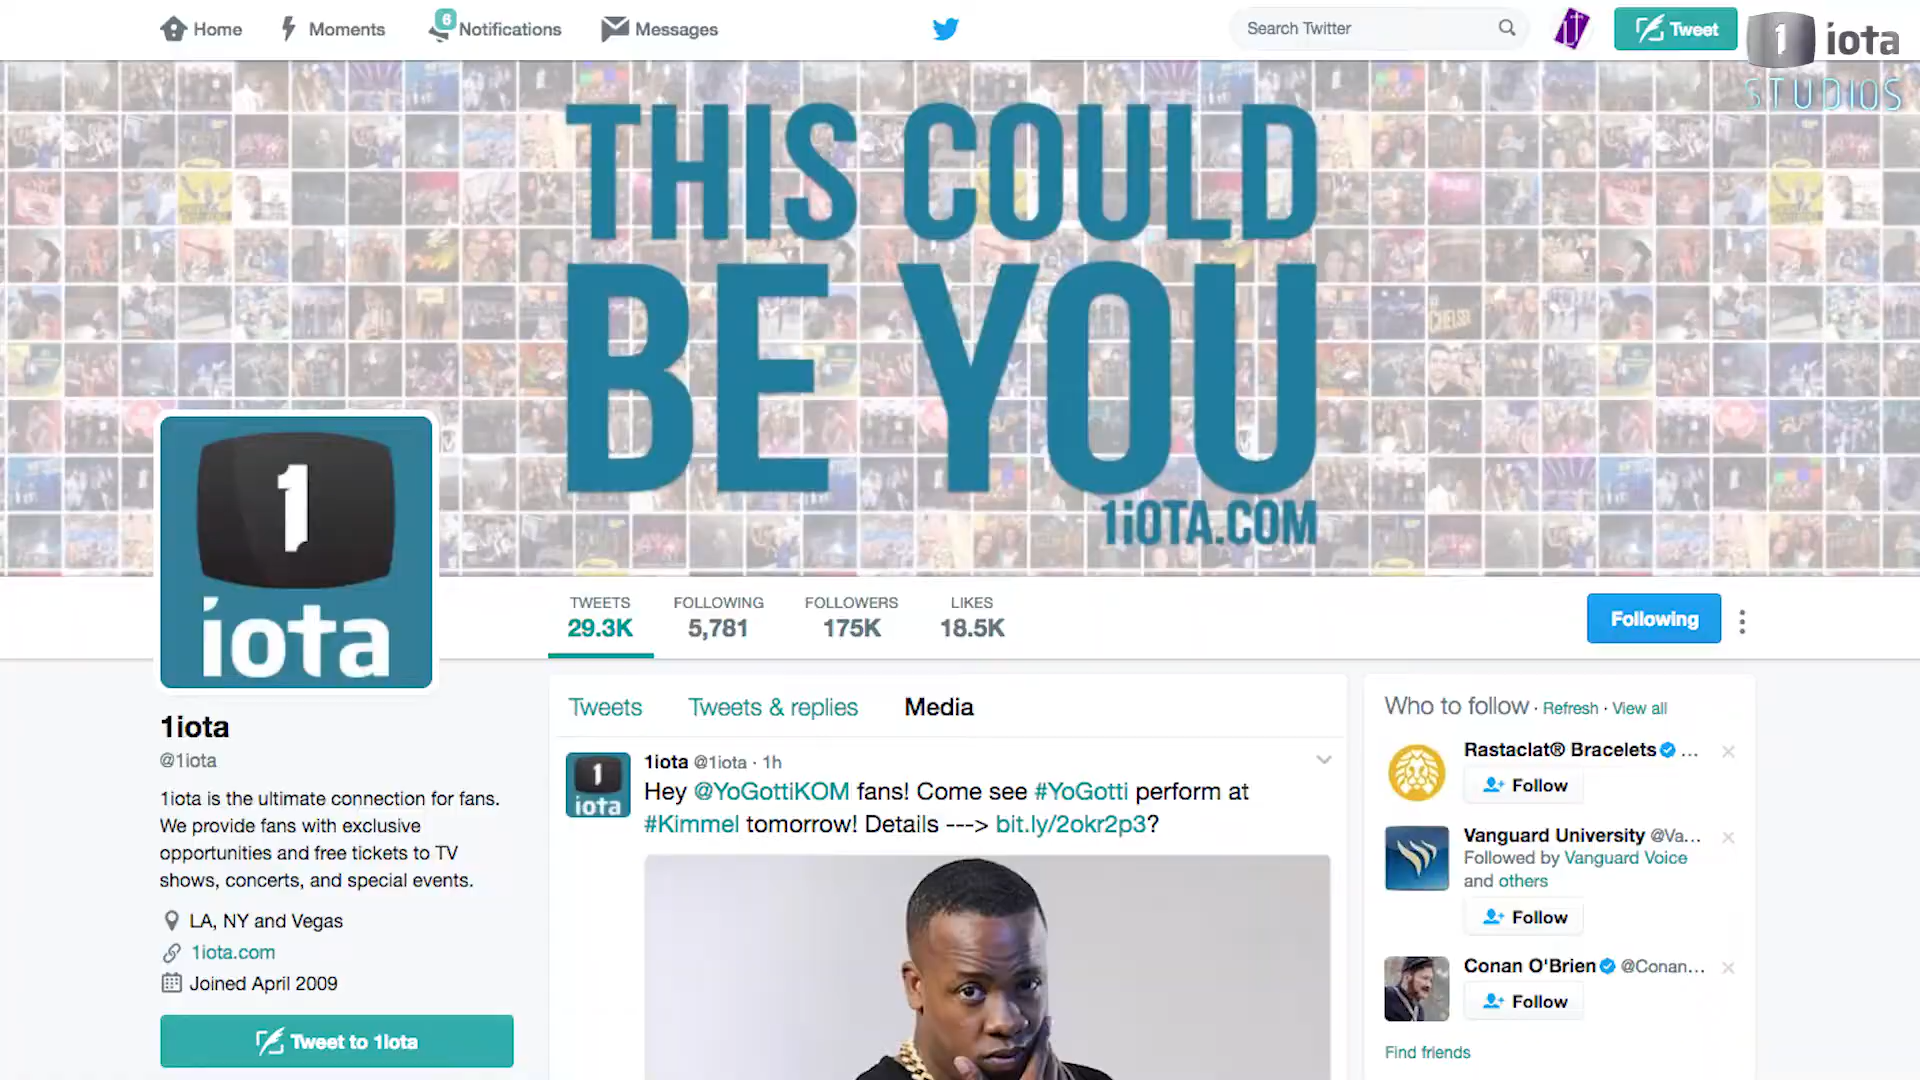 Home
Moments
6
Notifications
Messages
Search Twitter
Tweet
1 iota
STUDIOS
THIS COULD
BE YOU
1iOTA.COM
1
iota
TWEETS
29.3K
FOLLOWING
5,781
FOLLOWERS
175K
LIKES
18.5K
Following
1iota
@1iota
1iota is the ultimate connection for fans.
We provide fans with exclusive
opportunities and free tickets to TV
shows, concerts, and special events.
LA, NY and Vegas
1iota.com
Joined April 2009
Tweet to 1iota
Tweets
Tweets & replies
Media
1
iota
1iota @1iota · 1h
Hey @YoGottiKOM fans! Come see #YoGotti perform at
#Kimmel tomorrow! Details ---> bit.ly/2okr2p3?
Who to follow · Refresh · View all
Rastaclat® Bracelets ...
Follow
Vanguard University @Va...
Followed by Vanguard Voice
and others
Follow
Conan O'Brien @Conan...
Follow
Find friends